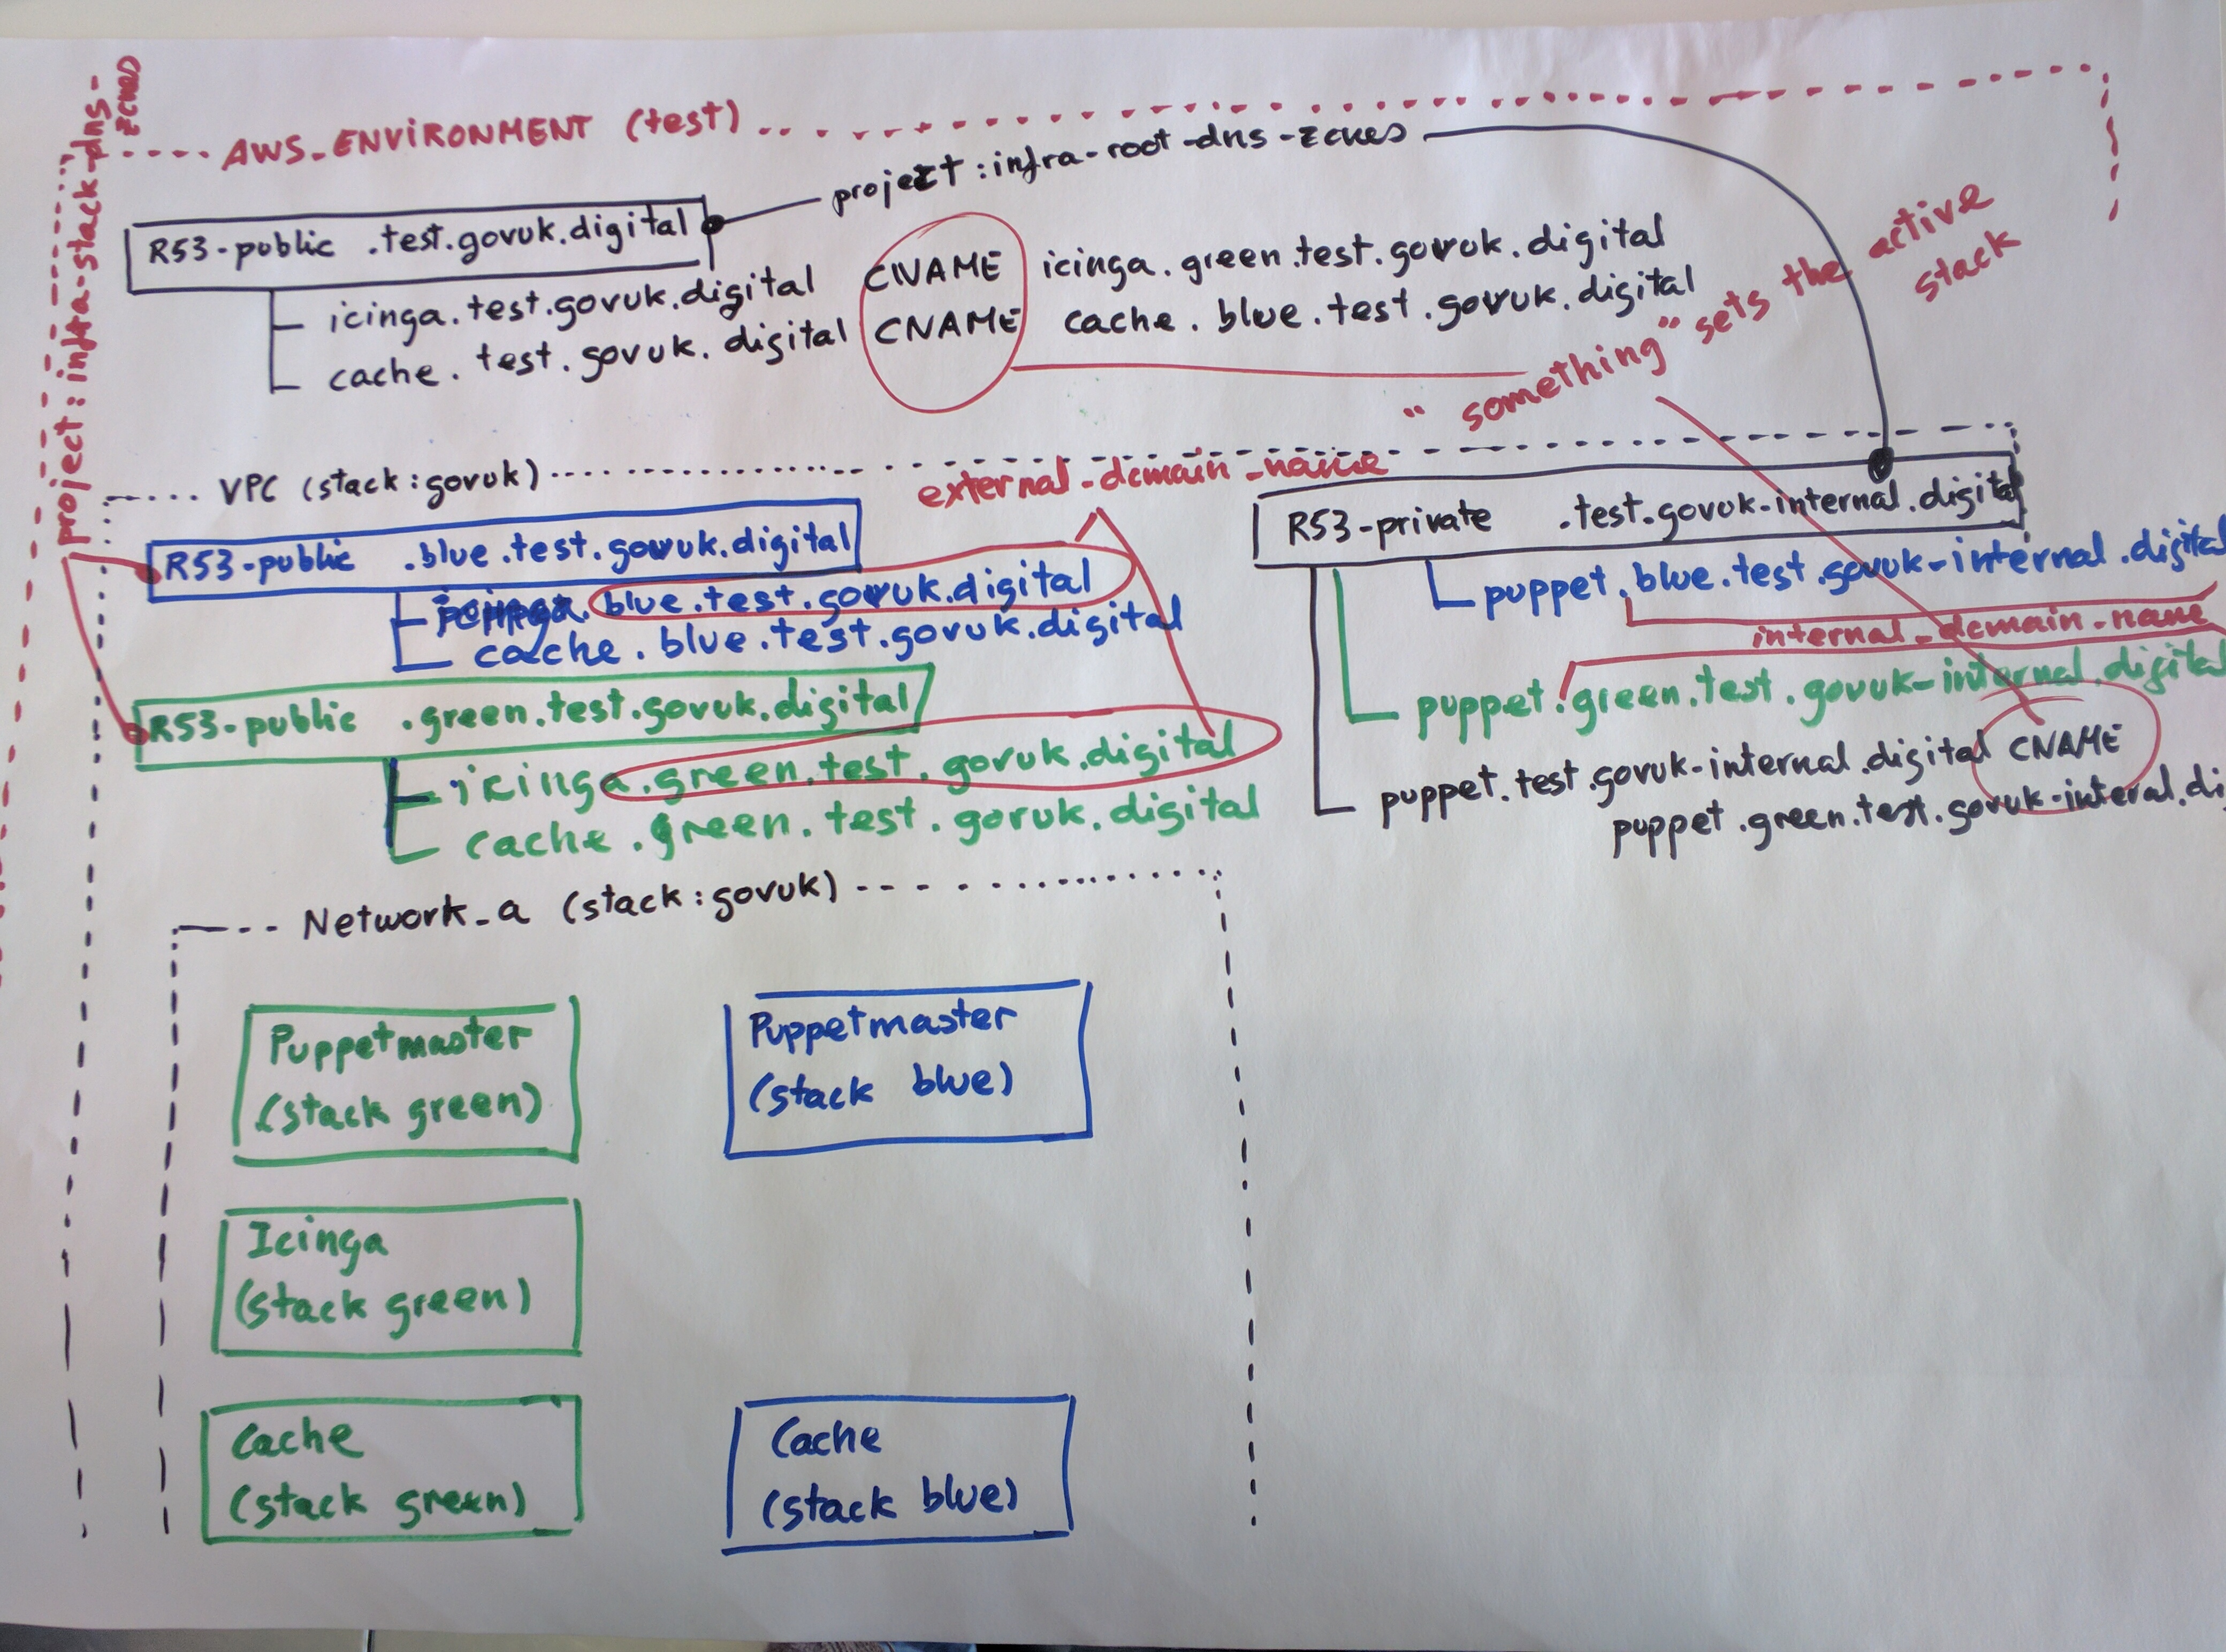 project: infra-stack-dns-
zones
AWS_ENVIRONMENT (test)
project: infra-root-dns-zones
R53-public .test.govuk.digital
icinga.test.govuk.digital CNAME icinga.green.test.govuk.digital
cache.test.govuk.digital CNAME cache.blue.test.govuk.digital
"something" sets the active
stack
VPC (stack:govuk)
external-domain-name
R53-public .blue.test.govuk.digital
icinga.blue.test.govuk.digital
cache.blue.test.govuk.digital
R53-public .green.test.govuk.digital
icinga.green.test.govuk.digital
cache.green.test.govuk.digital
R53-private .test.govuk-internal.digital
puppet.blue.test.govuk-internal.digital
internal_domain_name
puppet.green.test.govuk-internal.digital
puppet.test.govuk-internal.digital CNAME
puppet.green.test.govuk-interal.di
Network_a (stack:govuk)
Puppetmaster
(stack green)
Puppetmaster
(stack blue)
Icinga
(stack green)
Cache
(stack green)
Cache
(stack blue)